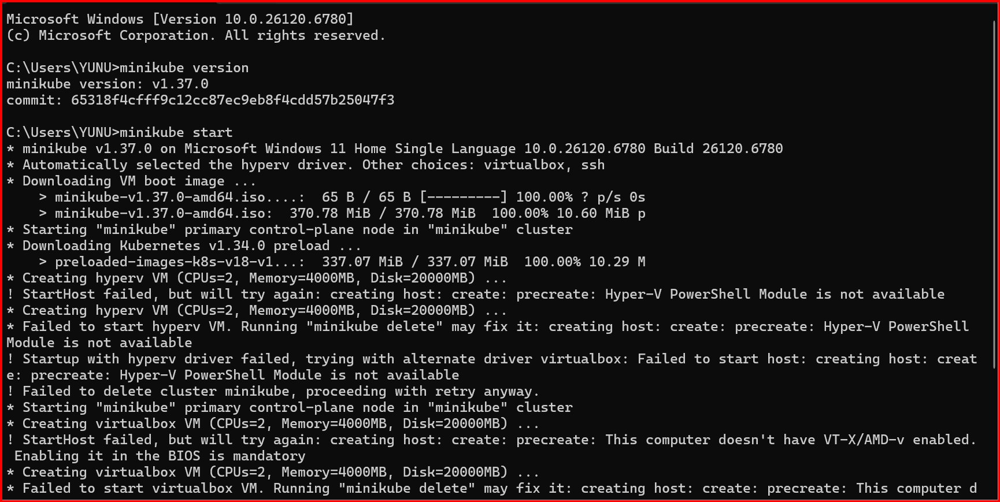 Microsoft Windows [Version 10.0.26120.6780]
(c) Microsoft Corporation. All rights reserved.
C:\Users\YUNU>minikube version
minikube version: v1.37.0
commit: 65318f4cfff9c12cc87ec9eb8f4cdd57b25047f3
C:\Users\YUNU>minikube start
* minikube v1.37.0 on Microsoft Windows 11 Home Single Language 10.0.26120.6780 Build 26120.6780
* Automatically selected the hyperv driver. Other choices: virtualbox, ssh
* Downloading VM boot image ...
    > minikube-v1.37.0-amd64.iso....:  65 B / 65 B [---------] 100.00% ? p/s 0s
    > minikube-v1.37.0-amd64.iso:  370.78 MiB / 370.78 MiB  100.00% 10.60 MiB p
* Starting "minikube" primary control-plane node in "minikube" cluster
* Downloading Kubernetes v1.34.0 preload ...
    > preloaded-images-k8s-v18-v1...:  337.07 MiB / 337.07 MiB  100.00% 10.29 M
* Creating hyperv VM (CPUs=2, Memory=4000MB, Disk=20000MB) ...
! StartHost failed, but will try again: creating host: create: precreate: Hyper-V PowerShell Module is not available
* Creating hyperv VM (CPUs=2, Memory=4000MB, Disk=20000MB) ...
* Failed to start hyperv VM. Running "minikube delete" may fix it: creating host: create: precreate: Hyper-V PowerShell
Module is not available
! Startup with hyperv driver failed, trying with alternate driver virtualbox: Failed to start host: creating host: creat
e: precreate: Hyper-V PowerShell Module is not available
! Failed to delete cluster minikube, proceeding with retry anyway.
* Starting "minikube" primary control-plane node in "minikube" cluster
* Creating virtualbox VM (CPUs=2, Memory=4000MB, Disk=20000MB) ...
! StartHost failed, but will try again: creating host: create: precreate: This computer doesn't have VT-X/AMD-v enabled.
 Enabling it in the BIOS is mandatory
* Creating virtualbox VM (CPUs=2, Memory=4000MB, Disk=20000MB) ...
* Failed to start virtualbox VM. Running "minikube delete" may fix it: creating host: create: precreate: This computer d